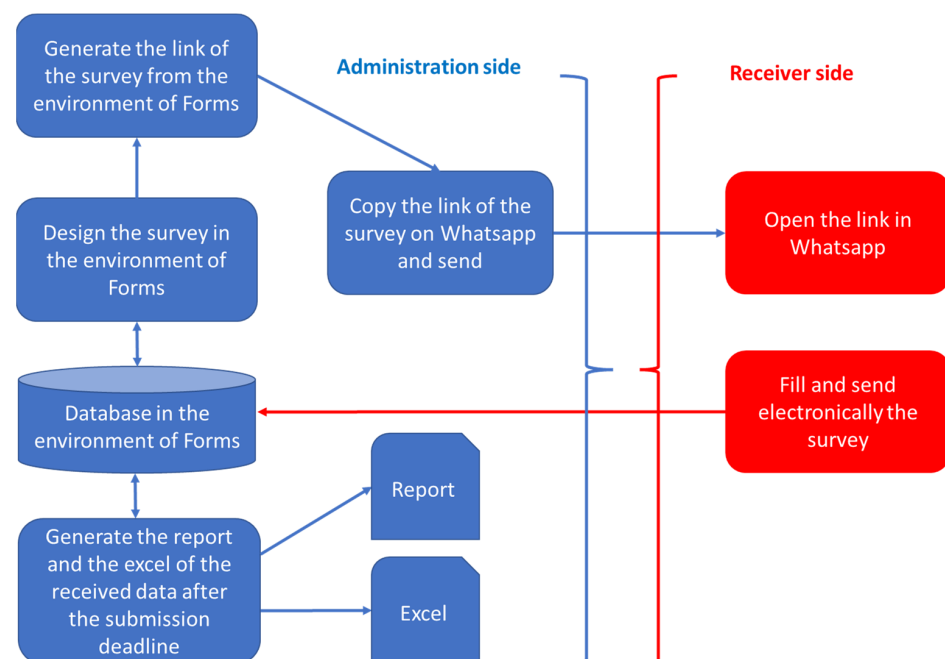 Generate the link of
the survey from the
environment of Forms
Administration side
Receiver side
Copy the link of the
survey on Whatsapp
and send
Open the link in
Whatsapp
Design the survey in
the environment of
Forms
Database in the
environment of Forms
Fill and send
electronically the
survey
Report
Generate the report
and the excel of the
received data after
the submission
deadline
Excel